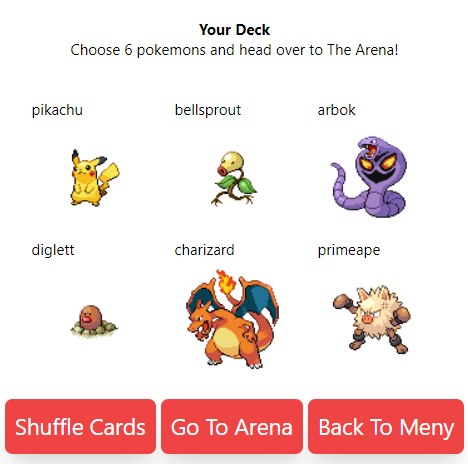 Your Deck
Choose 6 pokemons and head over to The Arena!
pikachu bellsprout arbok
diglett charizard primeape
Shuffle Cards Go To Arena Back To Meny